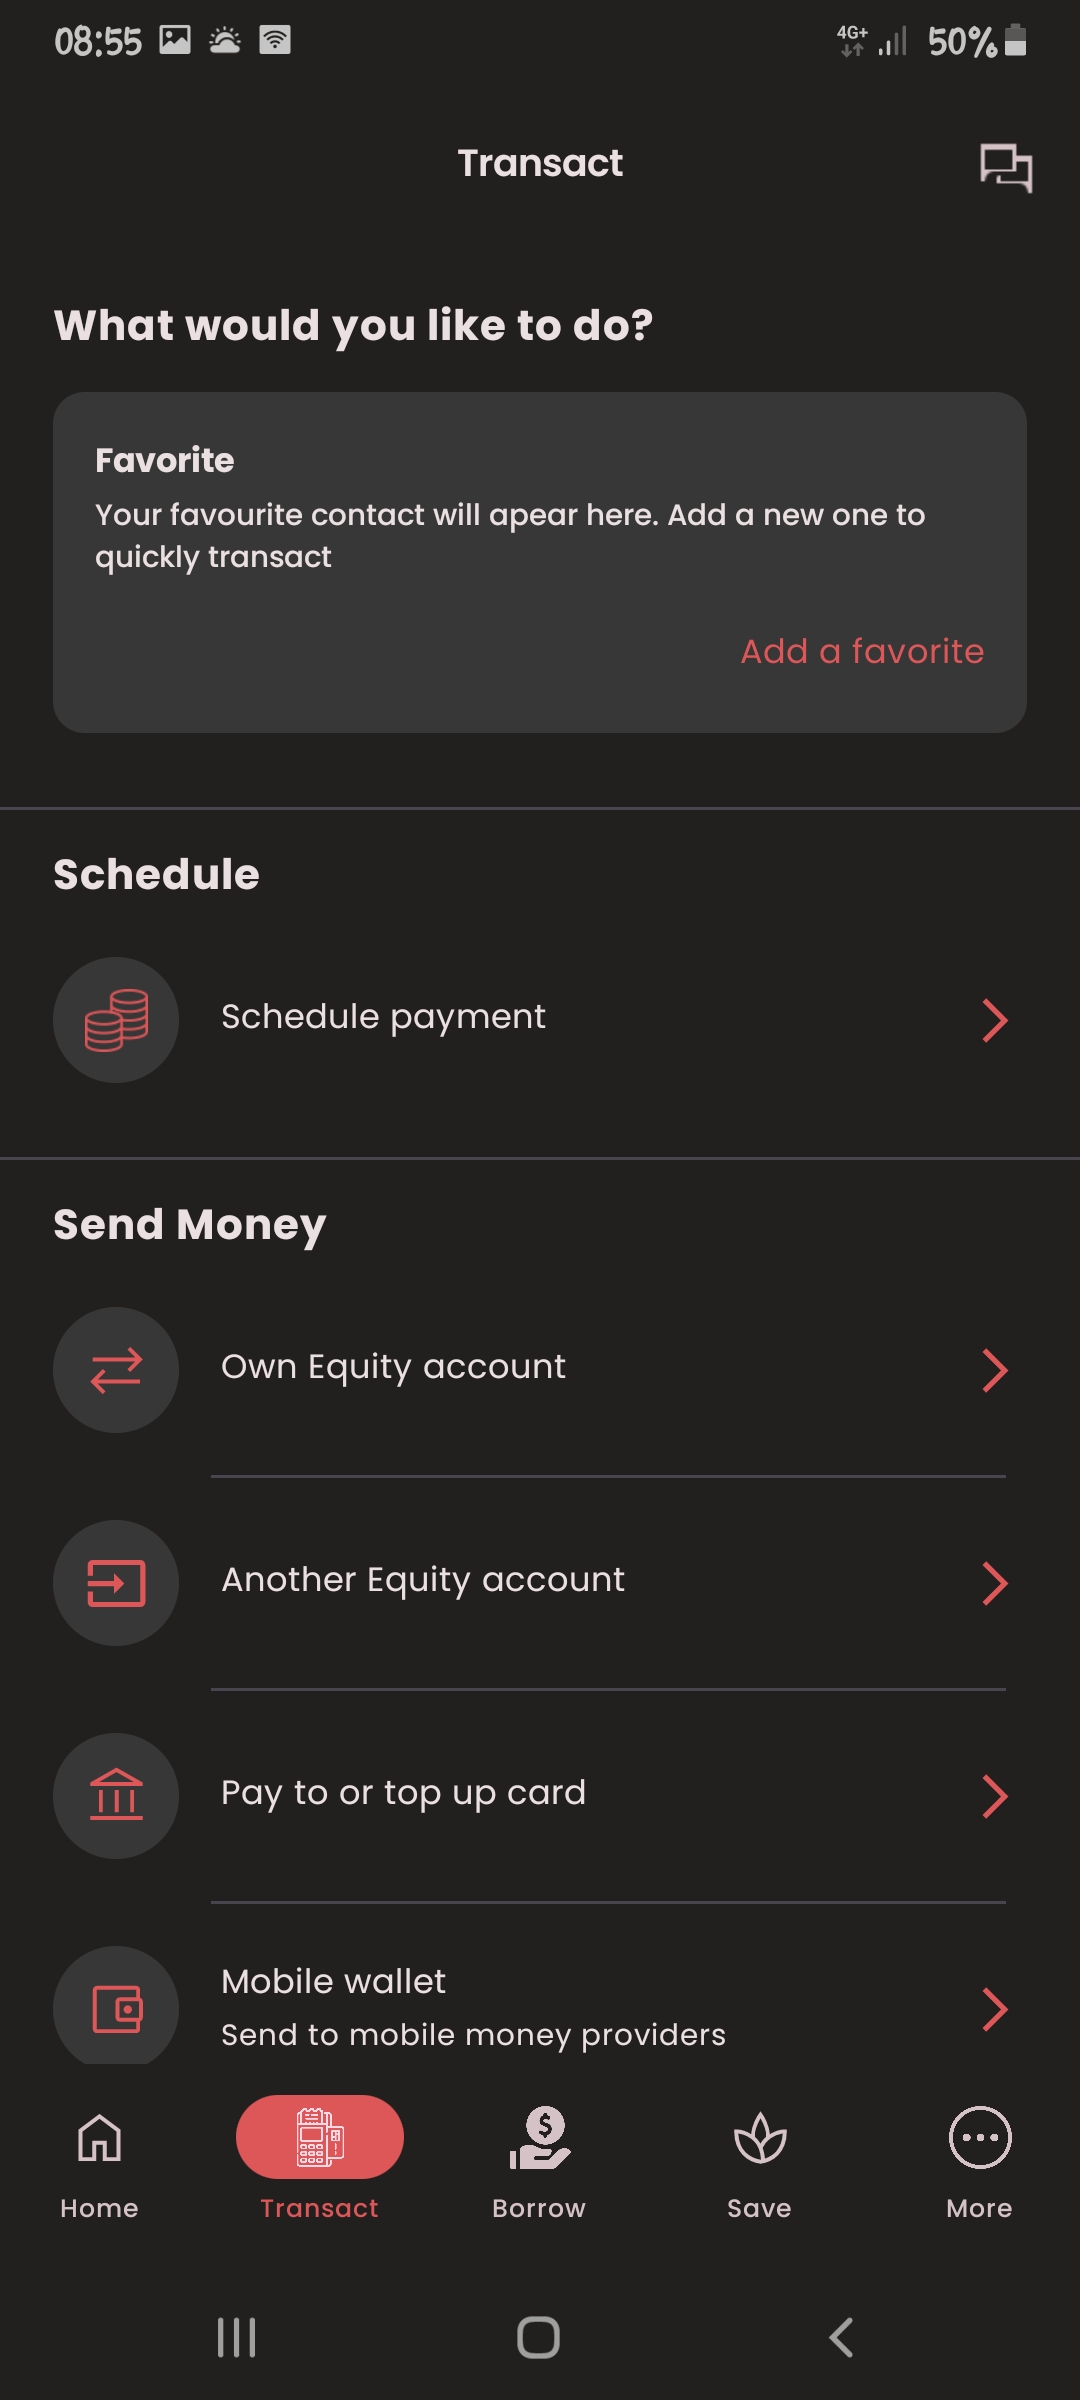 08:55
4G+
50%
Transact
What would you like to do?
Favorite
Your favourite contact will apear here. Add a new one to
quickly transact
Add a favorite
Schedule
Schedule payment
Send Money
Own Equity account
Another Equity account
Pay to or top up card
Mobile wallet
Send to mobile money providers
Home
Transact
Borrow
Save
More